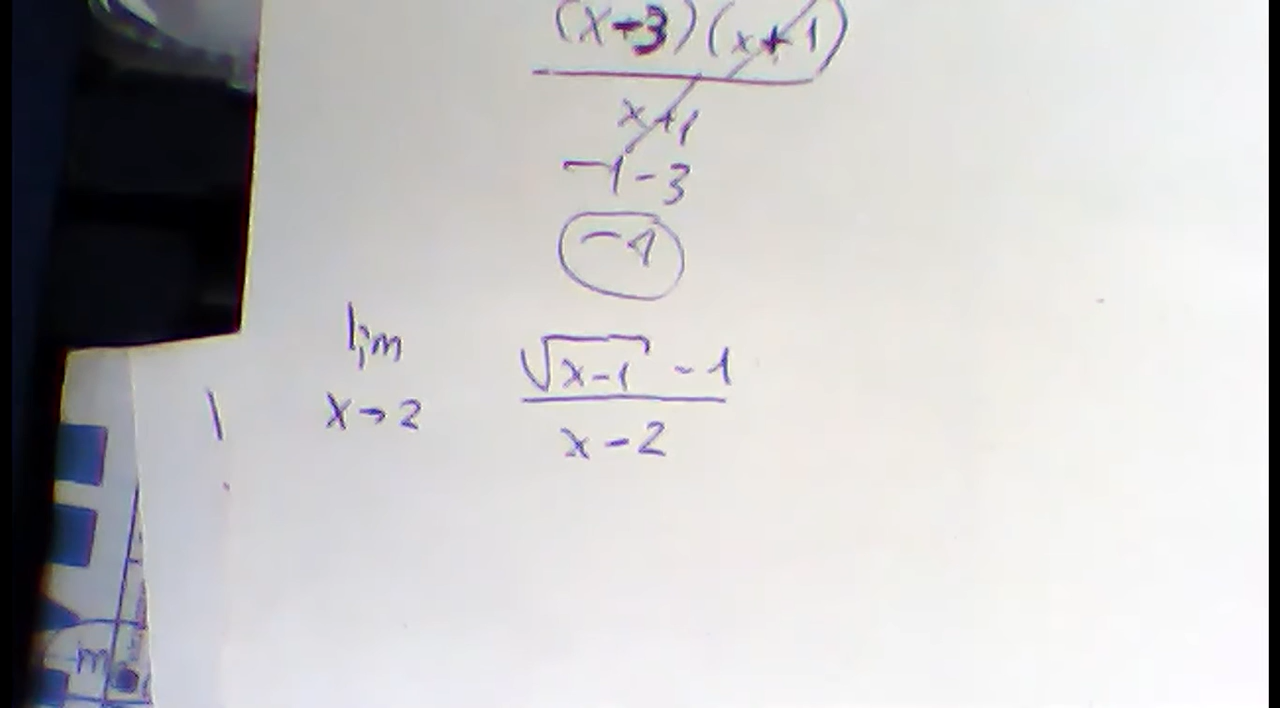 (x-3)(x+1)
x+1
-1-3
-4
lim
x→2
√x-1 - 1
x-2
m